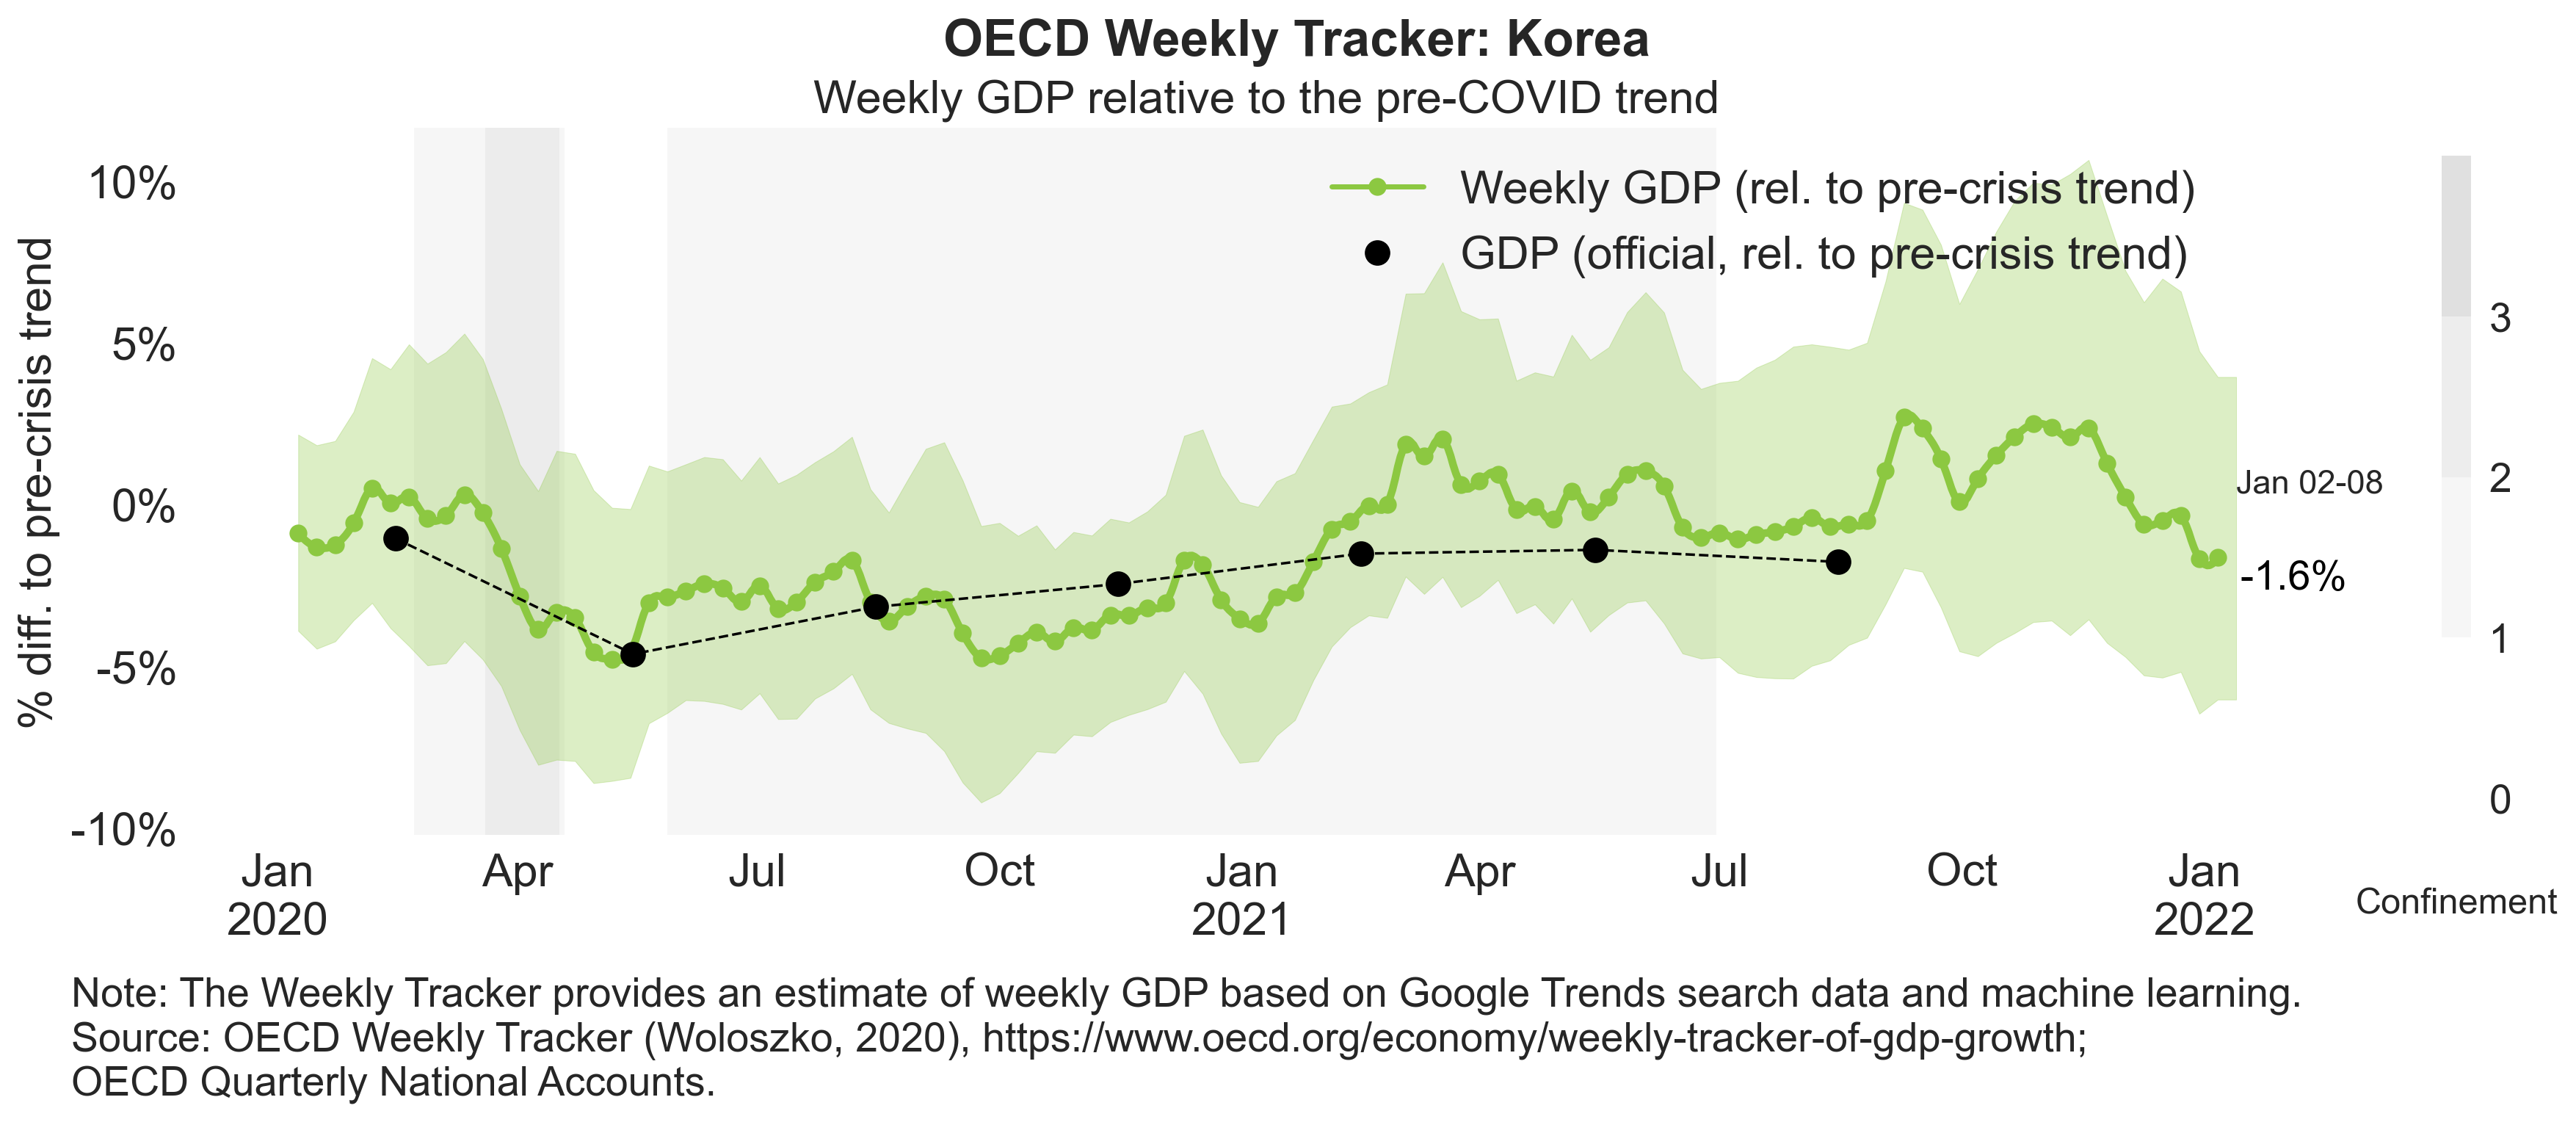 OECD Weekly Tracker: Korea
Weekly GDP relative to the pre-COVID trend
% diff. to pre-crisis trend
10%
5%
0%
-5%
-10%
Weekly GDP (rel. to pre-crisis trend)
GDP (official, rel. to pre-crisis trend)
Jan 02-08
-1.6%
3
2
1
0
Confinement
Jan Apr Jul Oct Jan Apr Jul Oct Jan
2020 2021 2022
Note: The Weekly Tracker provides an estimate of weekly GDP based on Google Trends search data and machine learning.
Source: OECD Weekly Tracker (Woloszko, 2020), https://www.oecd.org/economy/weekly-tracker-of-gdp-growth;
OECD Quarterly National Accounts.